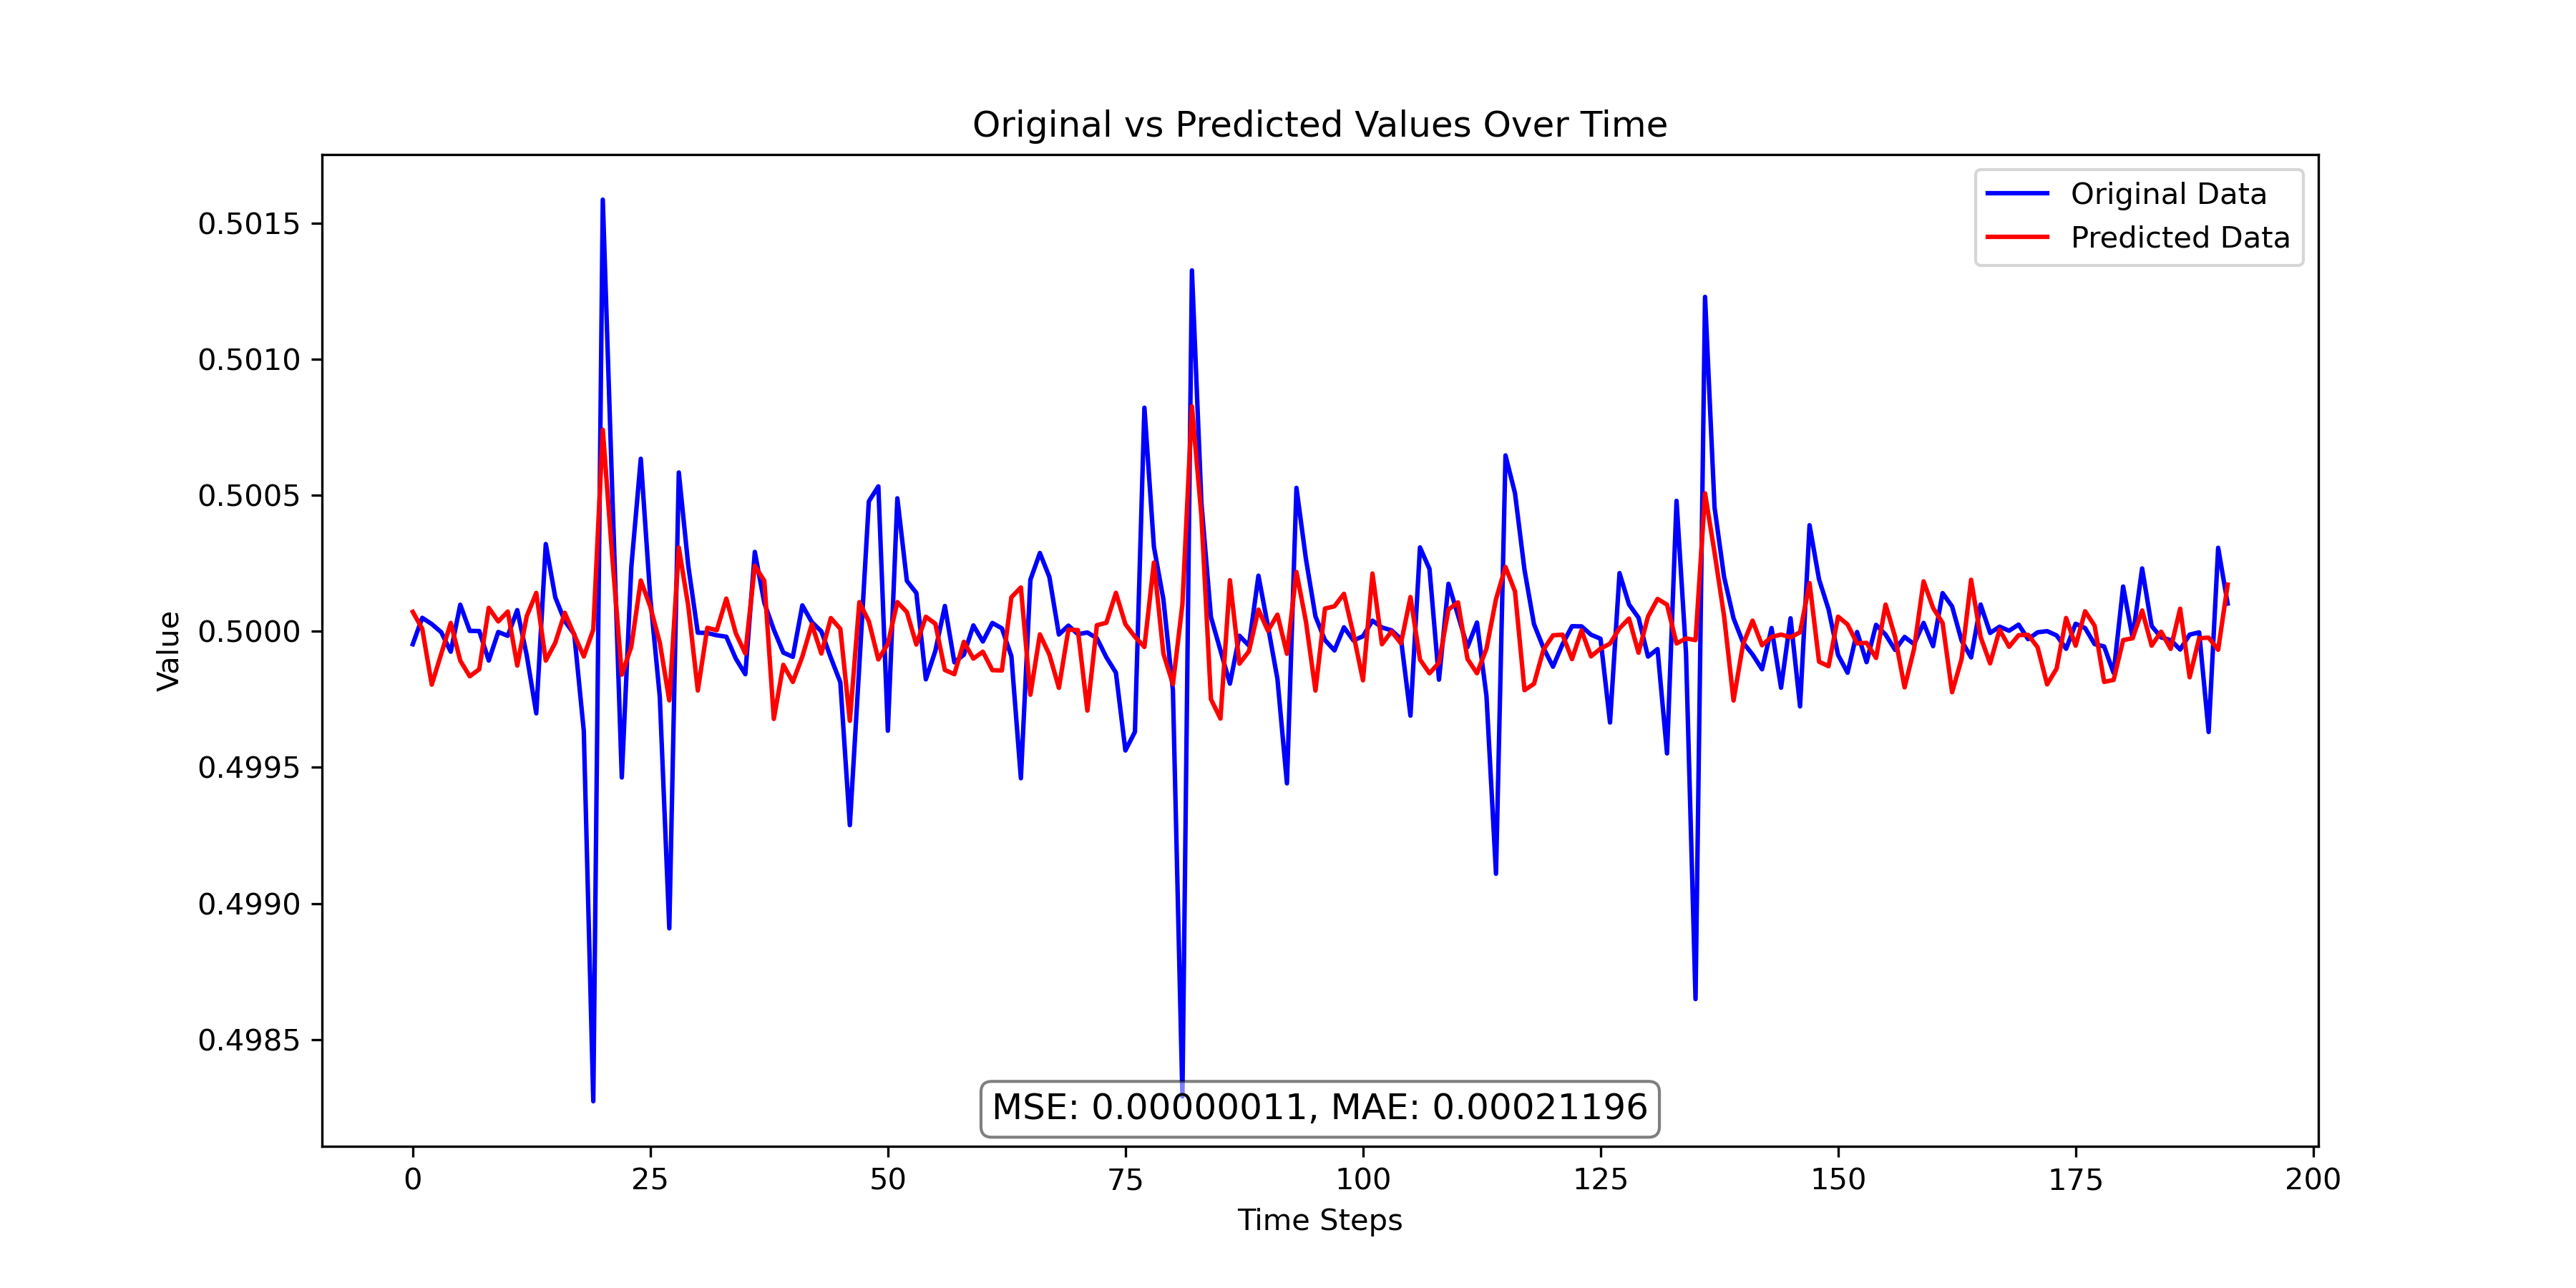 Original vs Predicted Values Over Time
Original Data
Predicted Data
Value
0.5015
0.5010
0.5005
0.5000
0.4995
0.4990
0.4985
MSE: 0.00000011, MAE: 0.00021196
0 25 50 75 100 125 150 175 200
Time Steps